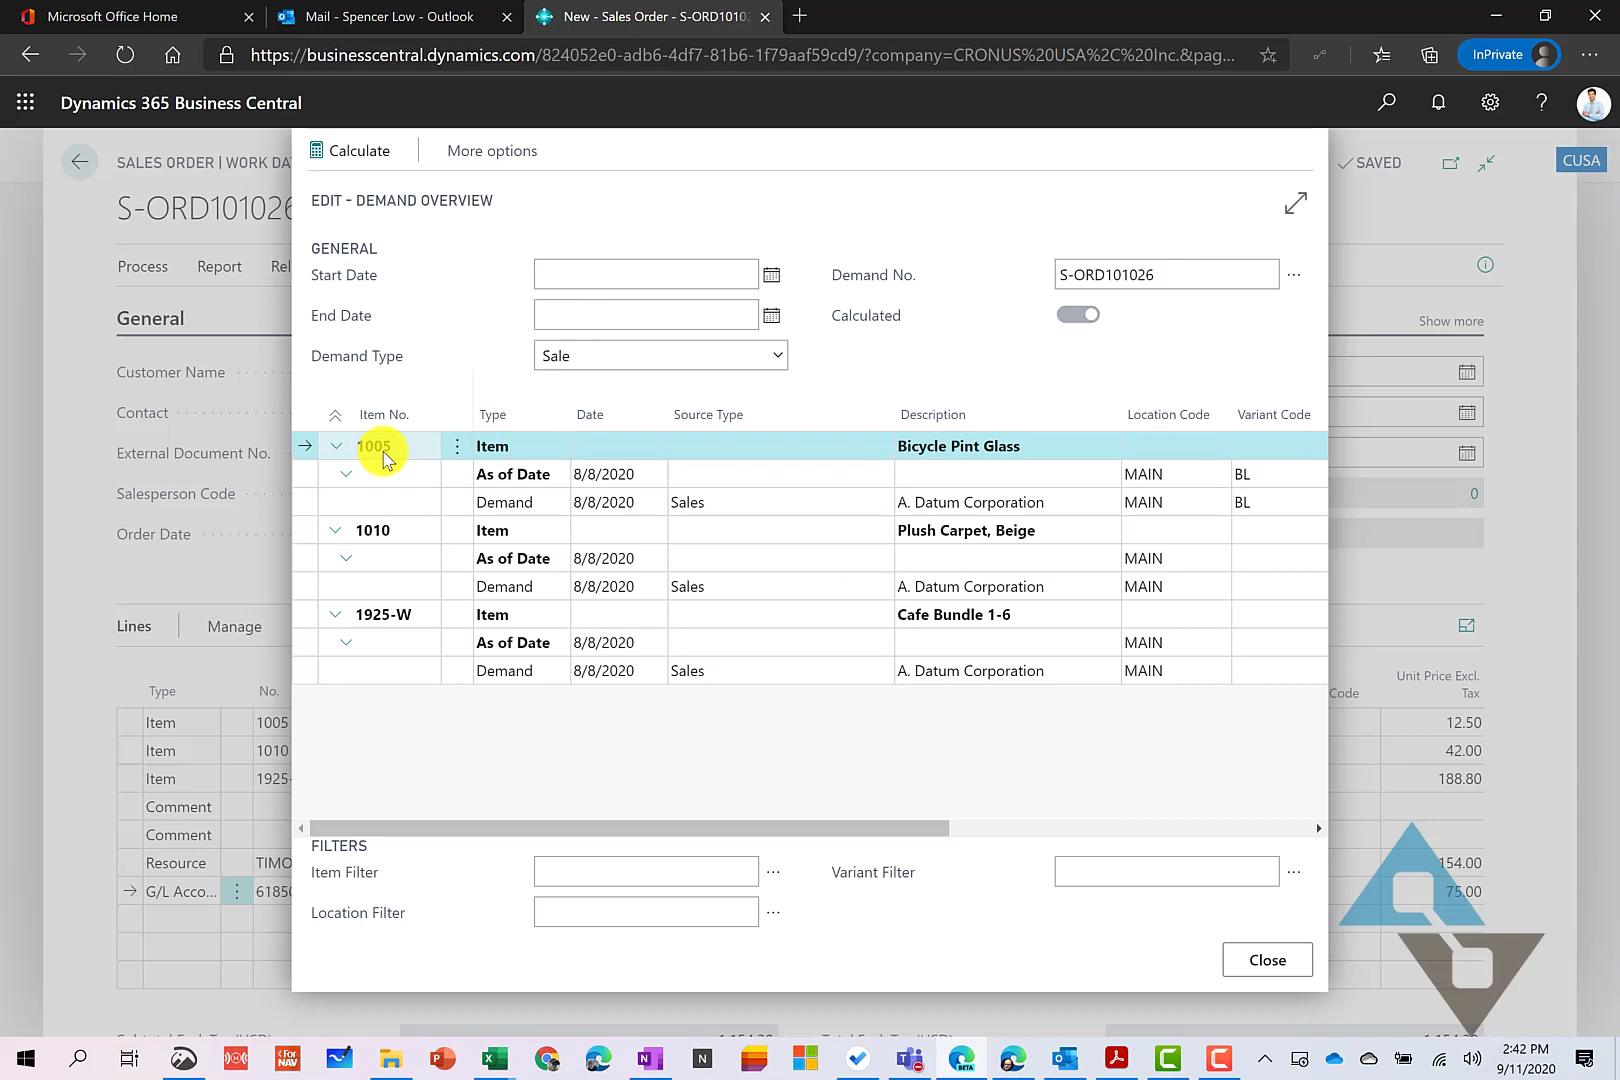 Microsoft Office Home
Mail - Spencer Low - Outlook
New - Sales Order - S-ORD1010
https://businesscentral.dynamics.com/824052e0-adb6-4df7-81b6-1f79aaf59cd9/?company=CRONUS%20USA%2C%20Inc.&pag...
InPrivate
Dynamics 365 Business Central
SALES ORDER | WORK DA
SAVED
CUSA
S-ORD101026
Process
Report
Rel
General
Show more
Customer Name
Contact
External Document No.
Salesperson Code
0
Order Date
Lines
Manage
Type
No.
Code
Unit Price Excl.
Tax
Item 1005 12.50
Item 1010 42.00
Item 1925- 188.80
Comment
Comment
Resource TIMO 154.00
G/L Acco... 6185 75.00
Calculate
More options
EDIT - DEMAND OVERVIEW
GENERAL
Start Date
Demand No. S-ORD101026 ...
End Date
Calculated
Demand Type Sale
Item No. Type Date Source Type Description Location Code Variant Code
1005 Item Bicycle Pint Glass
As of Date 8/8/2020 MAIN BL
Demand 8/8/2020 Sales A. Datum Corporation MAIN BL
1010 Item Plush Carpet, Beige
As of Date 8/8/2020 MAIN
Demand 8/8/2020 Sales A. Datum Corporation MAIN
1925-W Item Cafe Bundle 1-6
As of Date 8/8/2020 MAIN
Demand 8/8/2020 Sales A. Datum Corporation MAIN
FILTERS
Item Filter ...
Variant Filter ...
Location Filter ...
Close
For
NAV
BETA
2:42 PM
9/11/2020